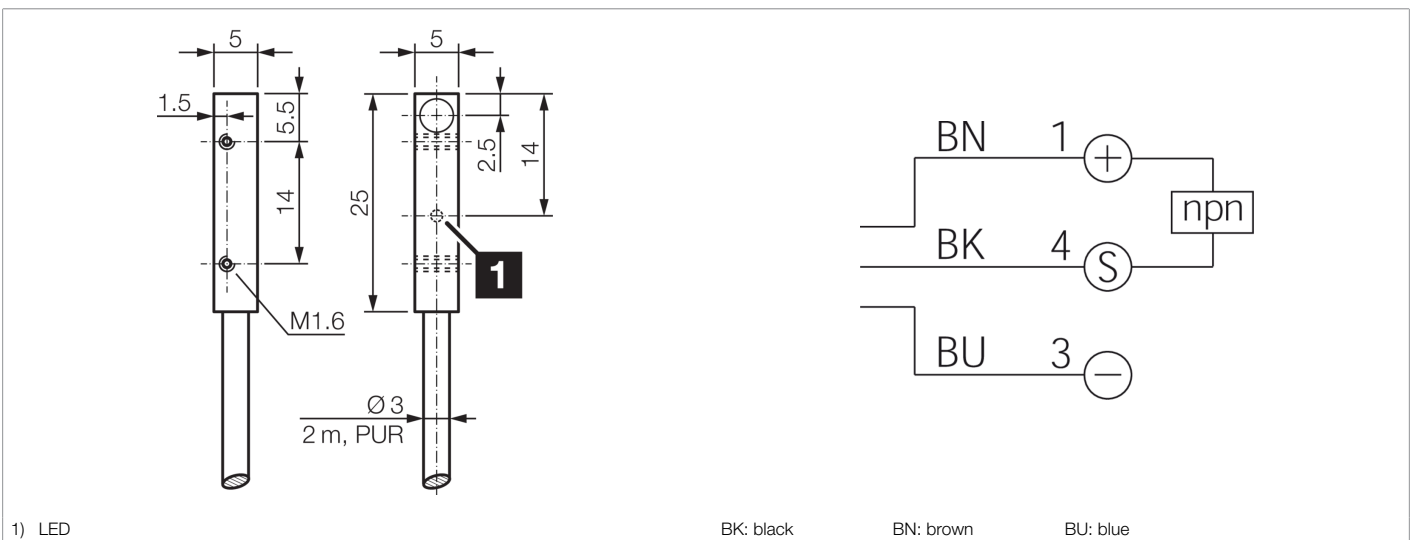 5
5
1.5
5.5
2.5
14
14
25
1
M1.6
Ø 3
2 m, PUR
BN 1 +
npn
BK 4 S
BU 3 −
1) LED
BK: black BN: brown BU: blue